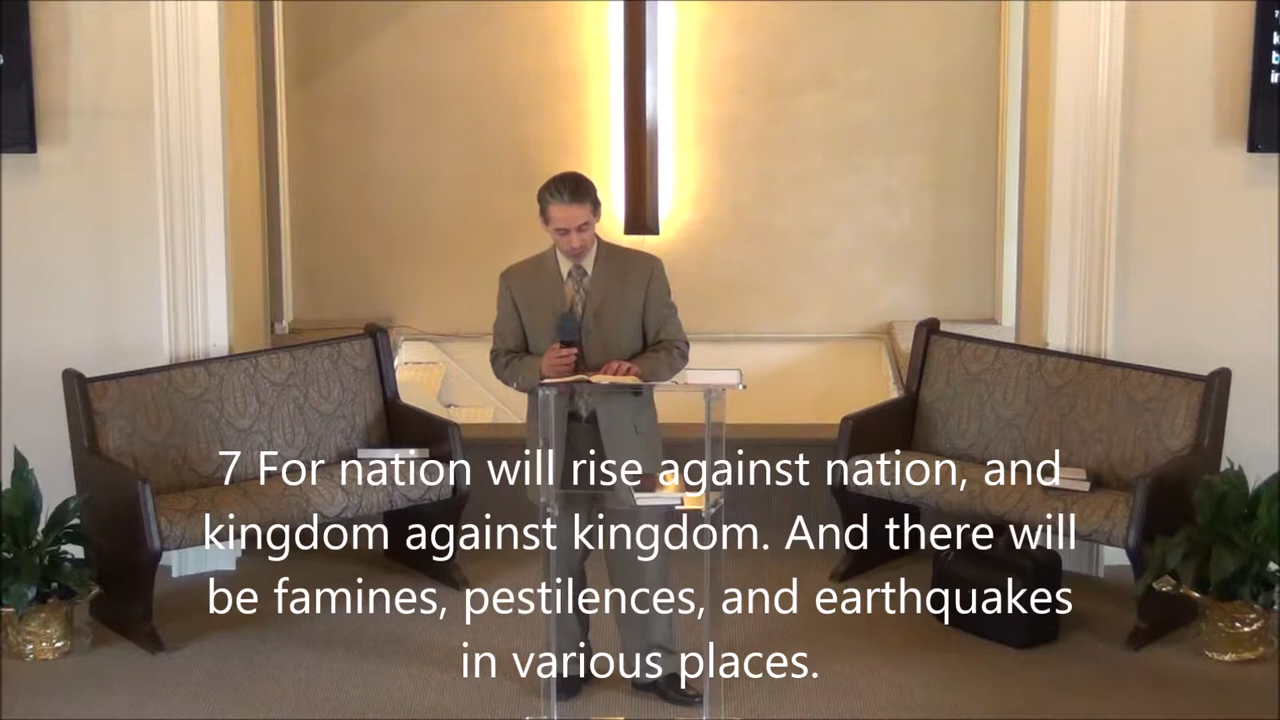 7 For nation will rise against nation, and
kingdom against kingdom. And there will
be famines, pestilences, and earthquakes
in various places.